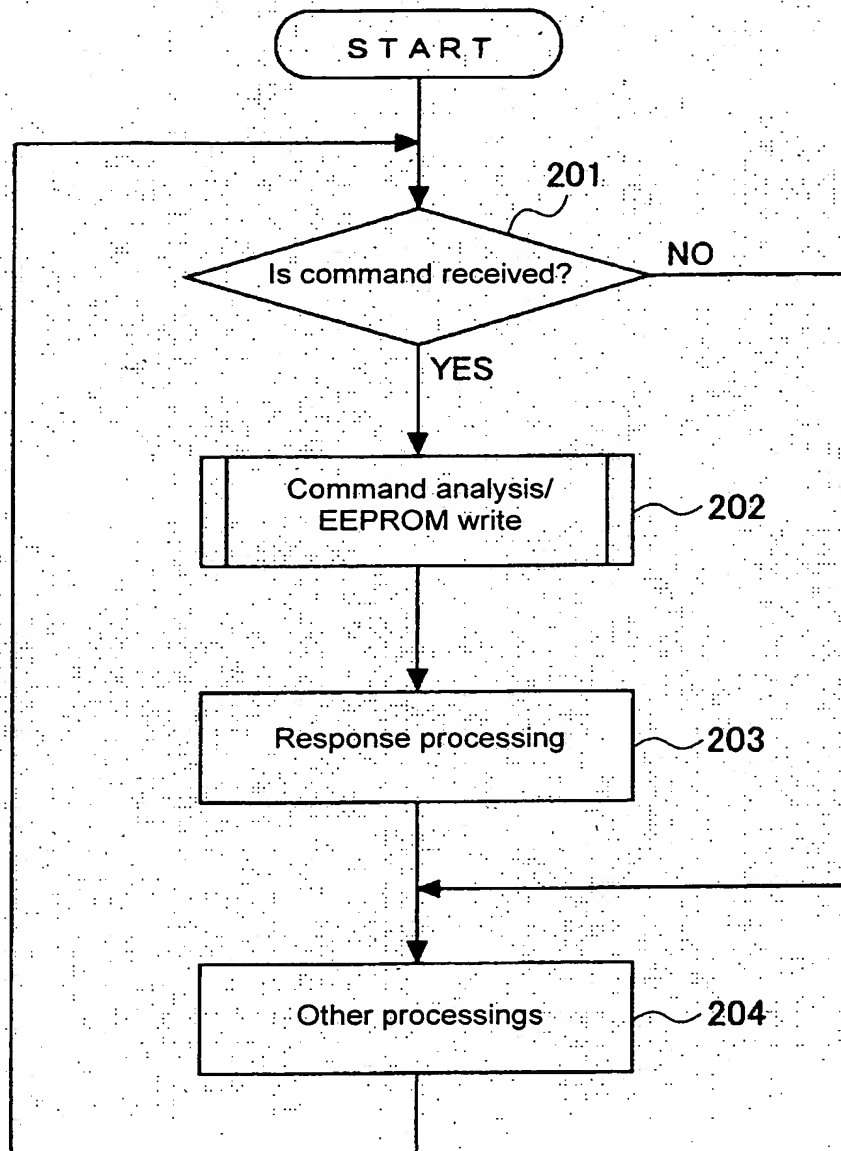 START
201
Is command received?
NO
YES
Command analysis/
EEPROM write
202
Response processing
203
Other processings
204